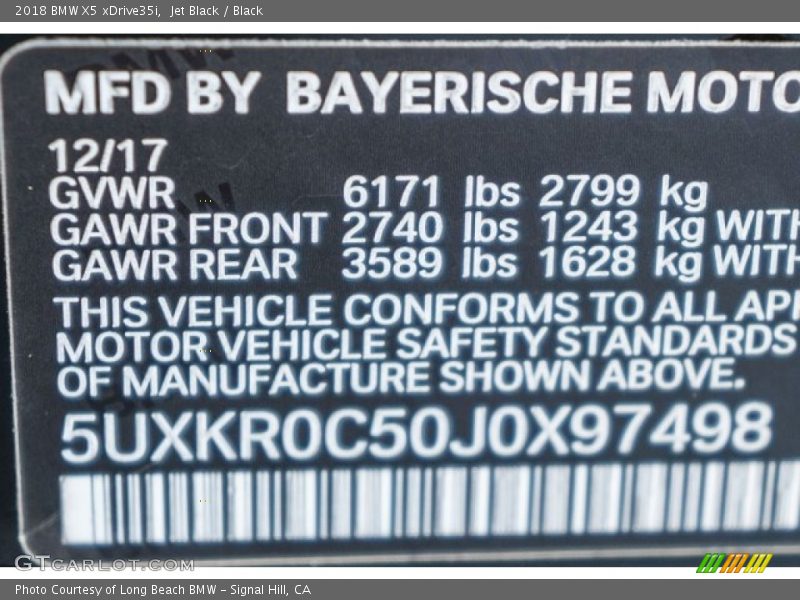 2018 BMW X5 xDrive35i, Jet Black / Black
MFD BY BAYERISCHE MOTO
12/17
GVWR 6171 lbs 2799 kg
GAWR FRONT 2740 lbs 1243 kg WITH
GAWR REAR 3589 lbs 1628 kg WITH
THIS VEHICLE CONFORMS TO ALL APP
MOTOR VEHICLE SAFETY STANDARDS
OF MANUFACTURE SHOWN ABOVE.
5UXKR0C50J0X97498
GTCARLOT.COM
Photo Courtesy of Long Beach BMW - Signal Hill, CA